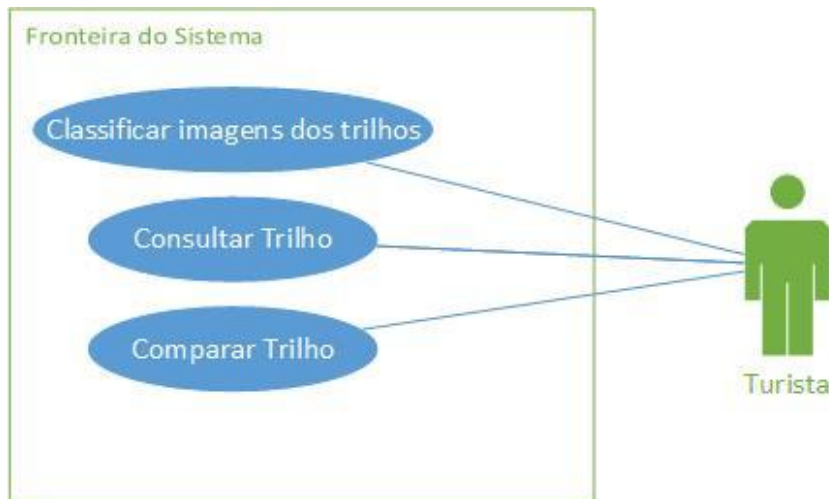 Fronteira do Sistema
Classificar imagens dos trilhos
Consultar Trilho
Comparar Trilho
Turista